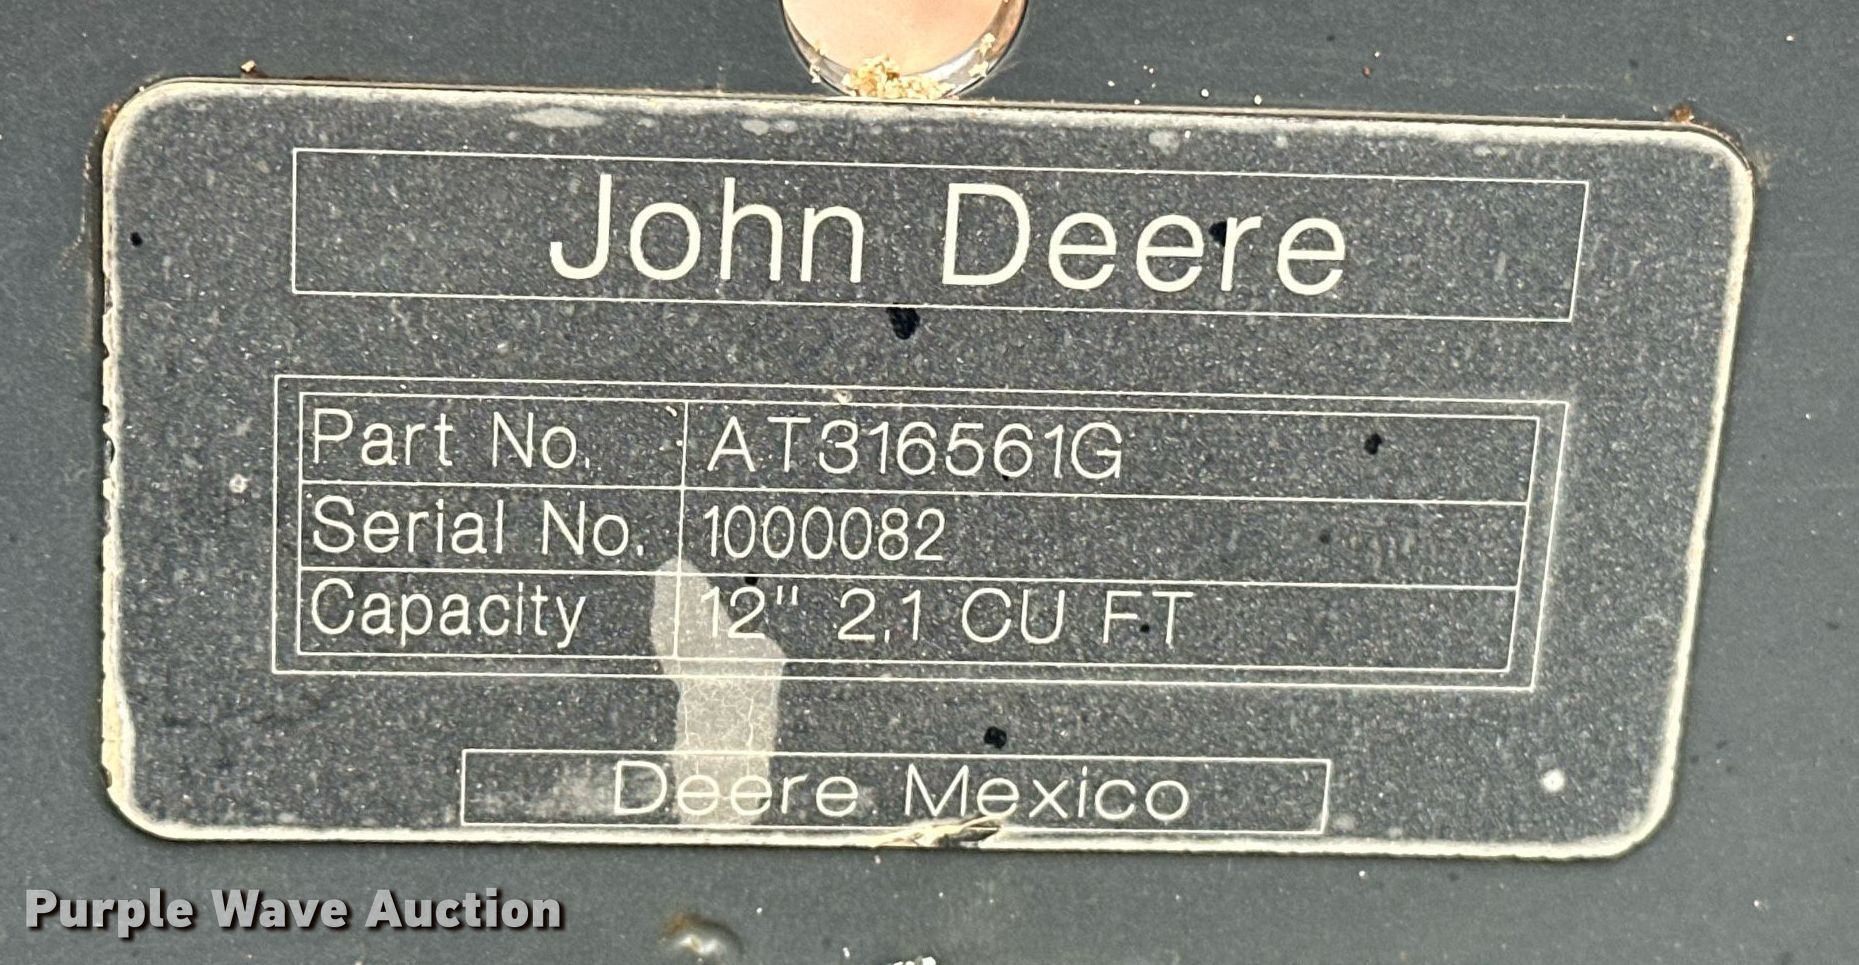 John Deere
Part No. AT316561G
Serial No. 1000082
Capacity 12" 2.1 CU FT
Deere Mexico
Purple Wave Auction